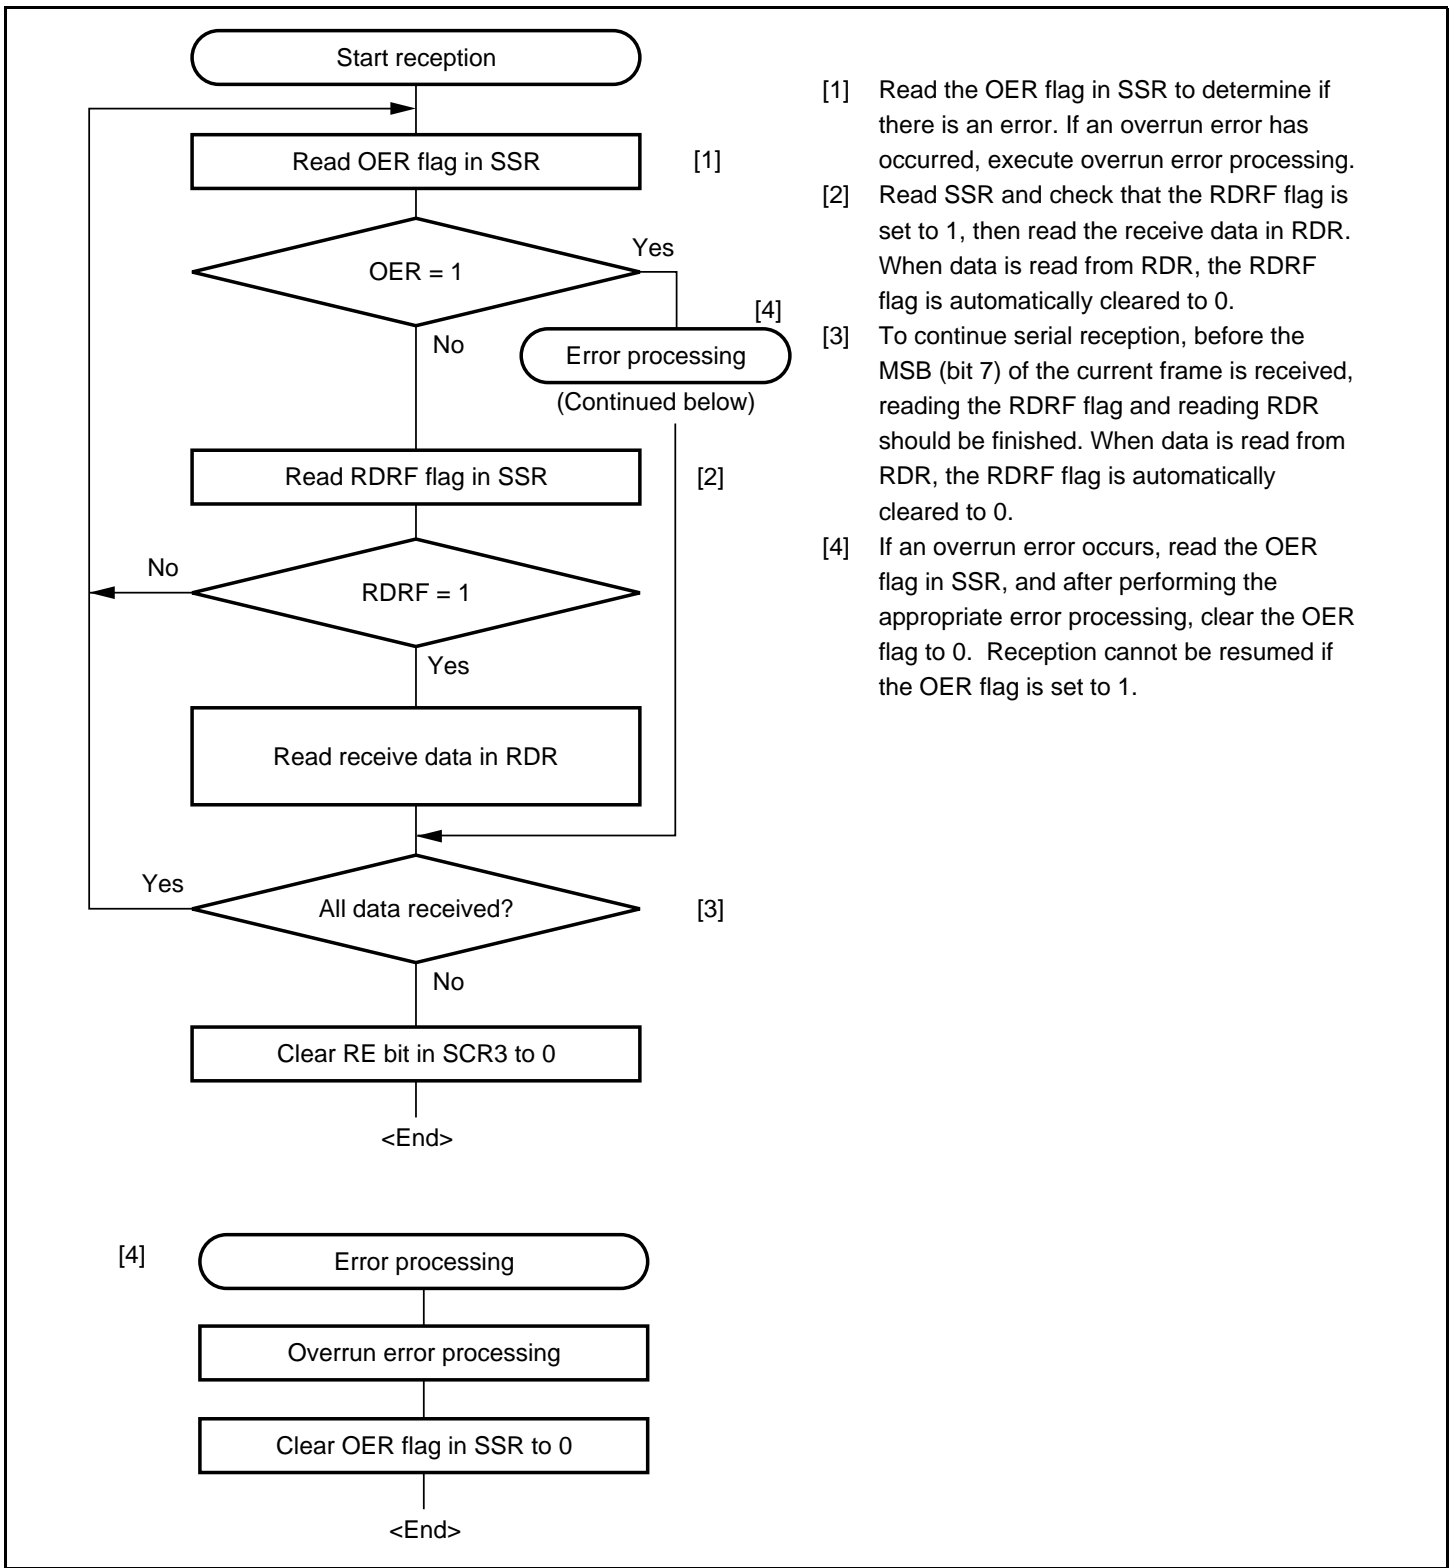 Start reception
Read OER flag in SSR
[1]
OER = 1
Yes
No
[4]
Error processing
(Continued below)
Read RDRF flag in SSR
[2]
No
RDRF = 1
Yes
Read receive data in RDR
Yes
All data received?
[3]
No
Clear RE bit in SCR3 to 0
<End>
[4]
Error processing
Overrun error processing
Clear OER flag in SSR to 0
<End>
[1] Read the OER flag in SSR to determine if
there is an error. If an overrun error has
occurred, execute overrun error processing.
[2] Read SSR and check that the RDRF flag is
set to 1, then read the receive data in RDR.
When data is read from RDR, the RDRF
flag is automatically cleared to 0.
[3] To continue serial reception, before the
MSB (bit 7) of the current frame is received,
reading the RDRF flag and reading RDR
should be finished. When data is read from
RDR, the RDRF flag is automatically
cleared to 0.
[4] If an overrun error occurs, read the OER
flag in SSR, and after performing the
appropriate error processing, clear the OER
flag to 0. Reception cannot be resumed if
the OER flag is set to 1.